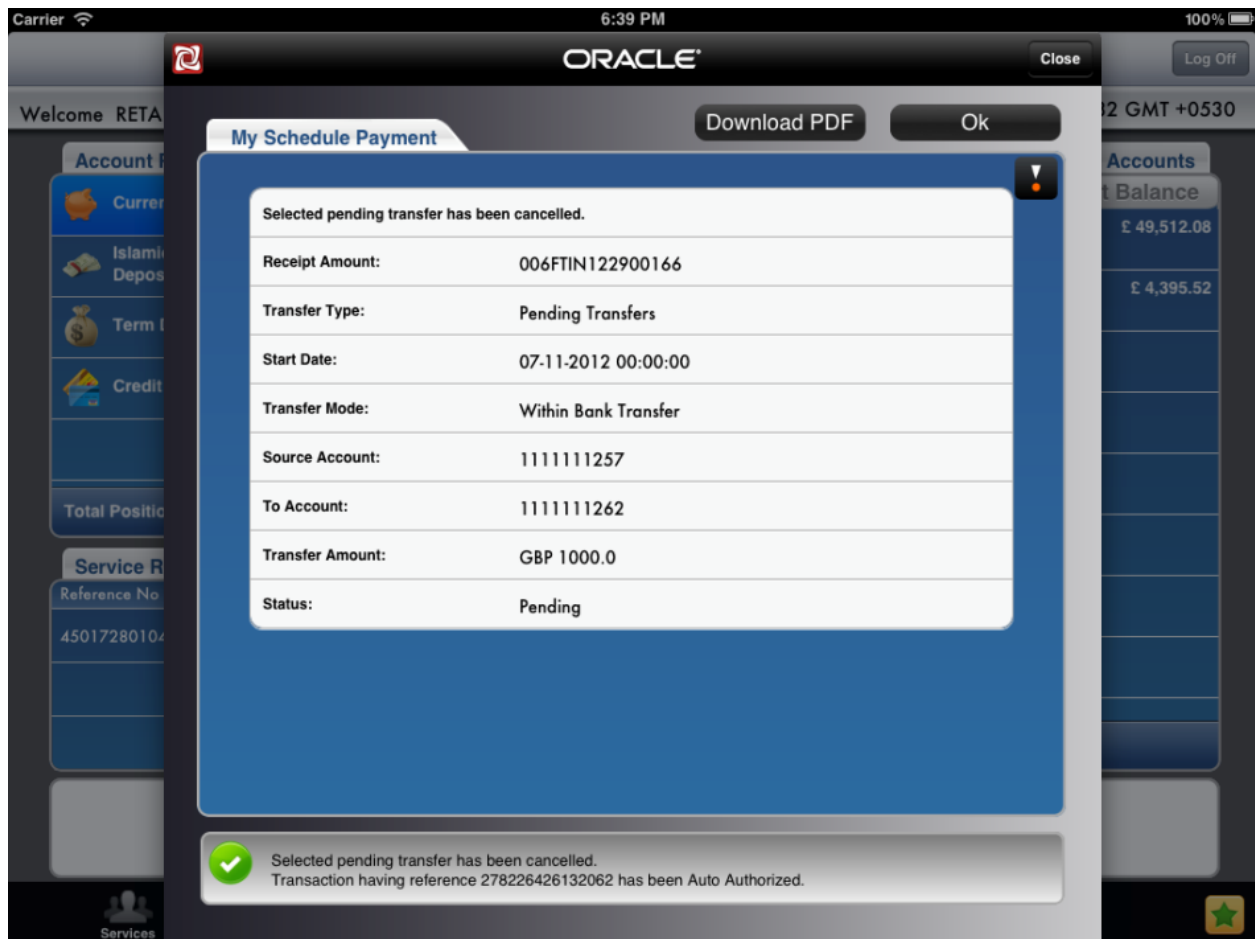 Carrier 6:39 PM 100%
ORACLE
Close
Log Off
Welcome RETA
32 GMT +0530
My Schedule Payment
Download PDF
Ok
Account
Curren
Islami
Depos
Term
Credit
Total Positio
Service R
Reference No
45017280104
Selected pending transfer has been cancelled.
Receipt Amount: 006FTIN122900166
Transfer Type: Pending Transfers
Start Date: 07-11-2012 00:00:00
Transfer Mode: Within Bank Transfer
Source Account: 1111111257
To Account: 1111111262
Transfer Amount: GBP 1000.0
Status: Pending
Accounts
t Balance
£ 49,512.08
£ 4,395.52
Selected pending transfer has been cancelled.
Transaction having reference 278226426132062 has been Auto Authorized.
Services